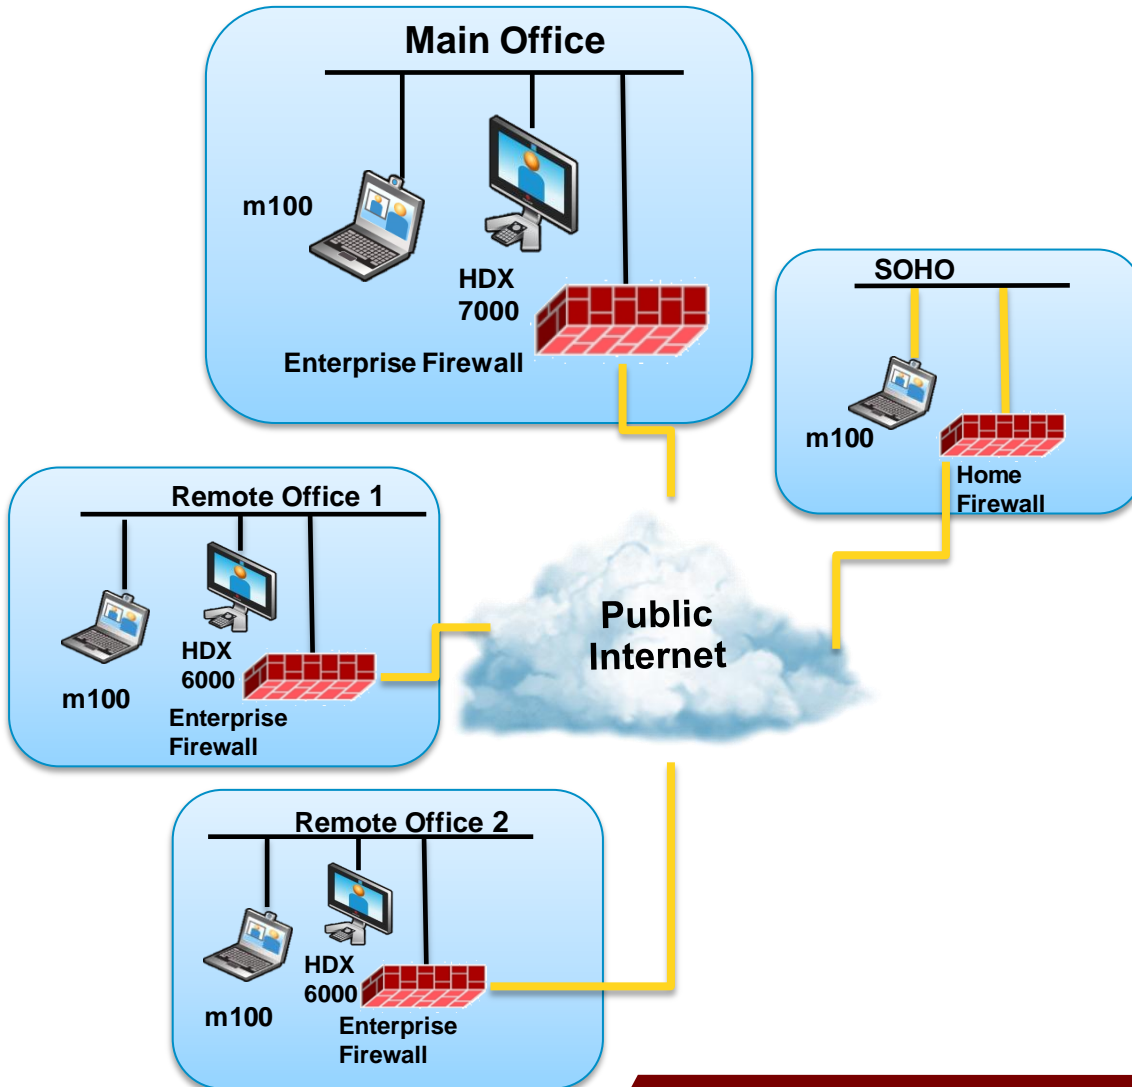 Main Office
m100
HDX
7000
Enterprise Firewall
SOHO
m100
Home
Firewall
Remote Office 1
HDX
6000
m100
Enterprise
Firewall
Public
Internet
Remote Office 2
HDX
6000
m100
Enterprise
Firewall